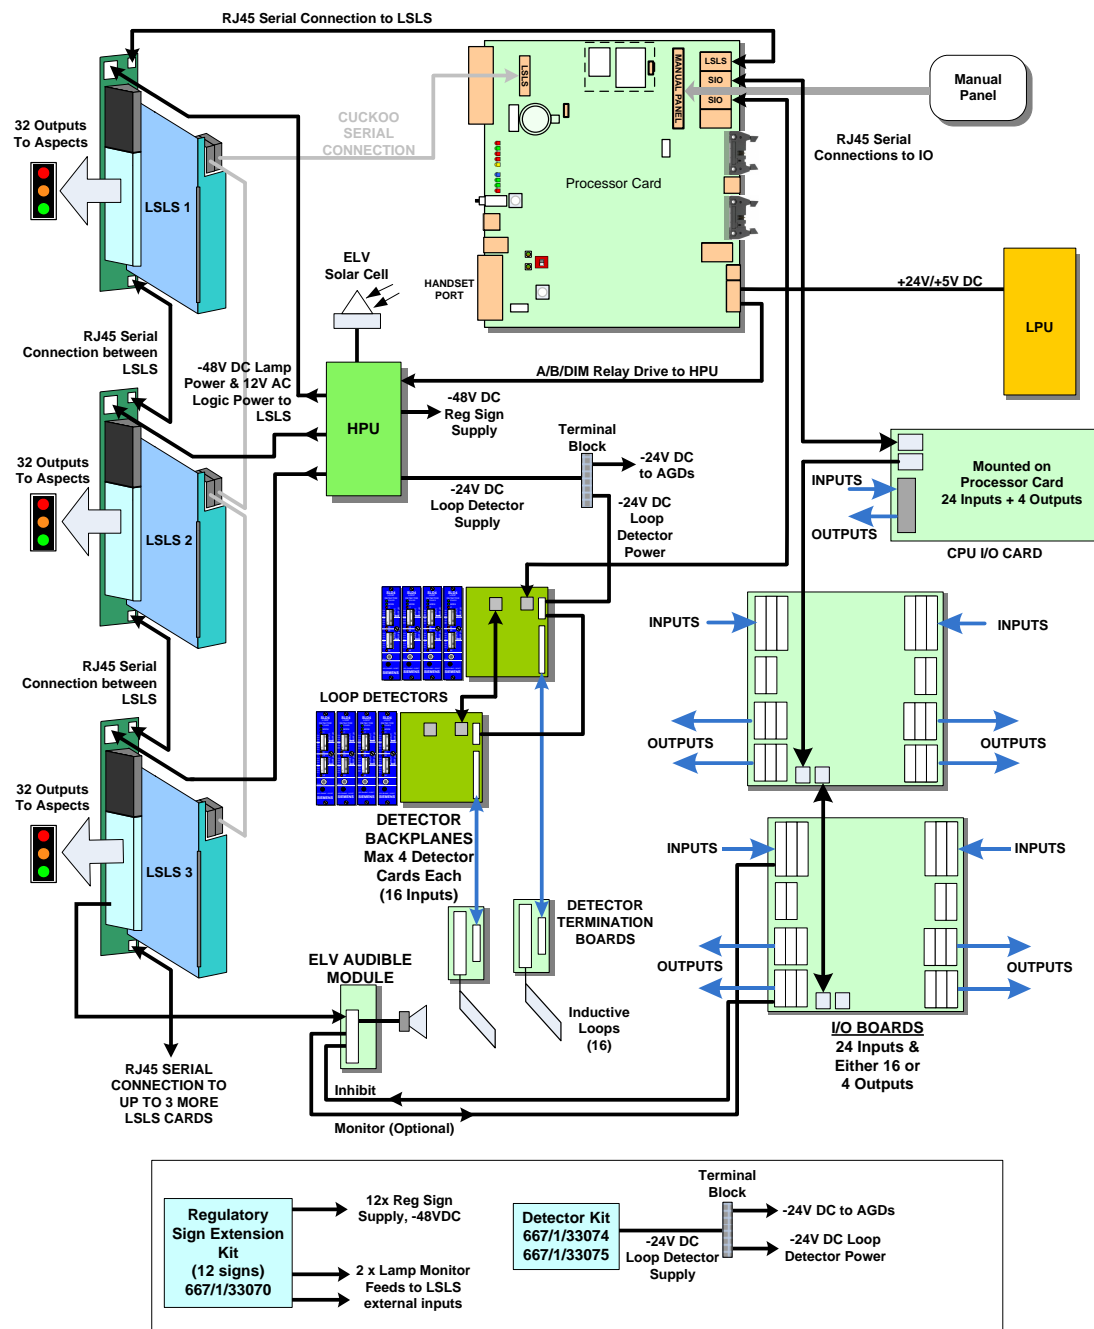 RJ45 Serial Connection to LSLS
LSLS
SIO
SIO
LSLS
MANUAL PANEL
Manual
Panel
32 Outputs
To Aspects
CUCKOO
SERIAL
CONNECTION
RJ45 Serial
Connections to IO
Processor Card
LSLS 1
ELV
Solar Cell
HANDSET
PORT
+24V/+5V DC
LPU
RJ45 Serial
Connection between
LSLS
-48V DC Lamp
Power & 12V AC
Logic Power to
LSLS
A/B/DIM Relay Drive to HPU
HPU
-48V DC
Reg Sign
Supply
Terminal
Block
-24V DC
to AGDs
32 Outputs
To Aspects
-24V DC
Loop Detector
Supply
-24V DC
Loop
Detector
Power
Mounted on
Processor Card
24 Inputs + 4 Outputs
INPUTS
OUTPUTS
CPU I/O CARD
LSLS 2
INPUTS
INPUTS
RJ45 Serial
Connection between
LSLS
LOOP DETECTORS
OUTPUTS
OUTPUTS
32 Outputs
To Aspects
DETECTOR
BACKPLANES
Max 4 Detector
Cards Each
(16 Inputs)
INPUTS
INPUTS
LSLS 3
DETECTOR
TERMINATION
BOARDS
ELV AUDIBLE
MODULE
OUTPUTS
OUTPUTS
Inductive
Loops
(16)
I/O BOARDS
24 Inputs &
Either 16 or
4 Outputs
RJ45 SERIAL
CONNECTION TO
UP TO 3 MORE
LSLS CARDS
Inhibit
Monitor (Optional)
Regulatory
Sign Extension
Kit
(12 signs)
667/1/33070
12x Reg Sign
Supply, -48VDC
2 x Lamp Monitor
Feeds to LSLS
external inputs
Detector Kit
667/1/33074
667/1/33075
-24V DC
Loop Detector
Supply
Terminal
Block
-24V DC to AGDs
-24V DC Loop
Detector Power